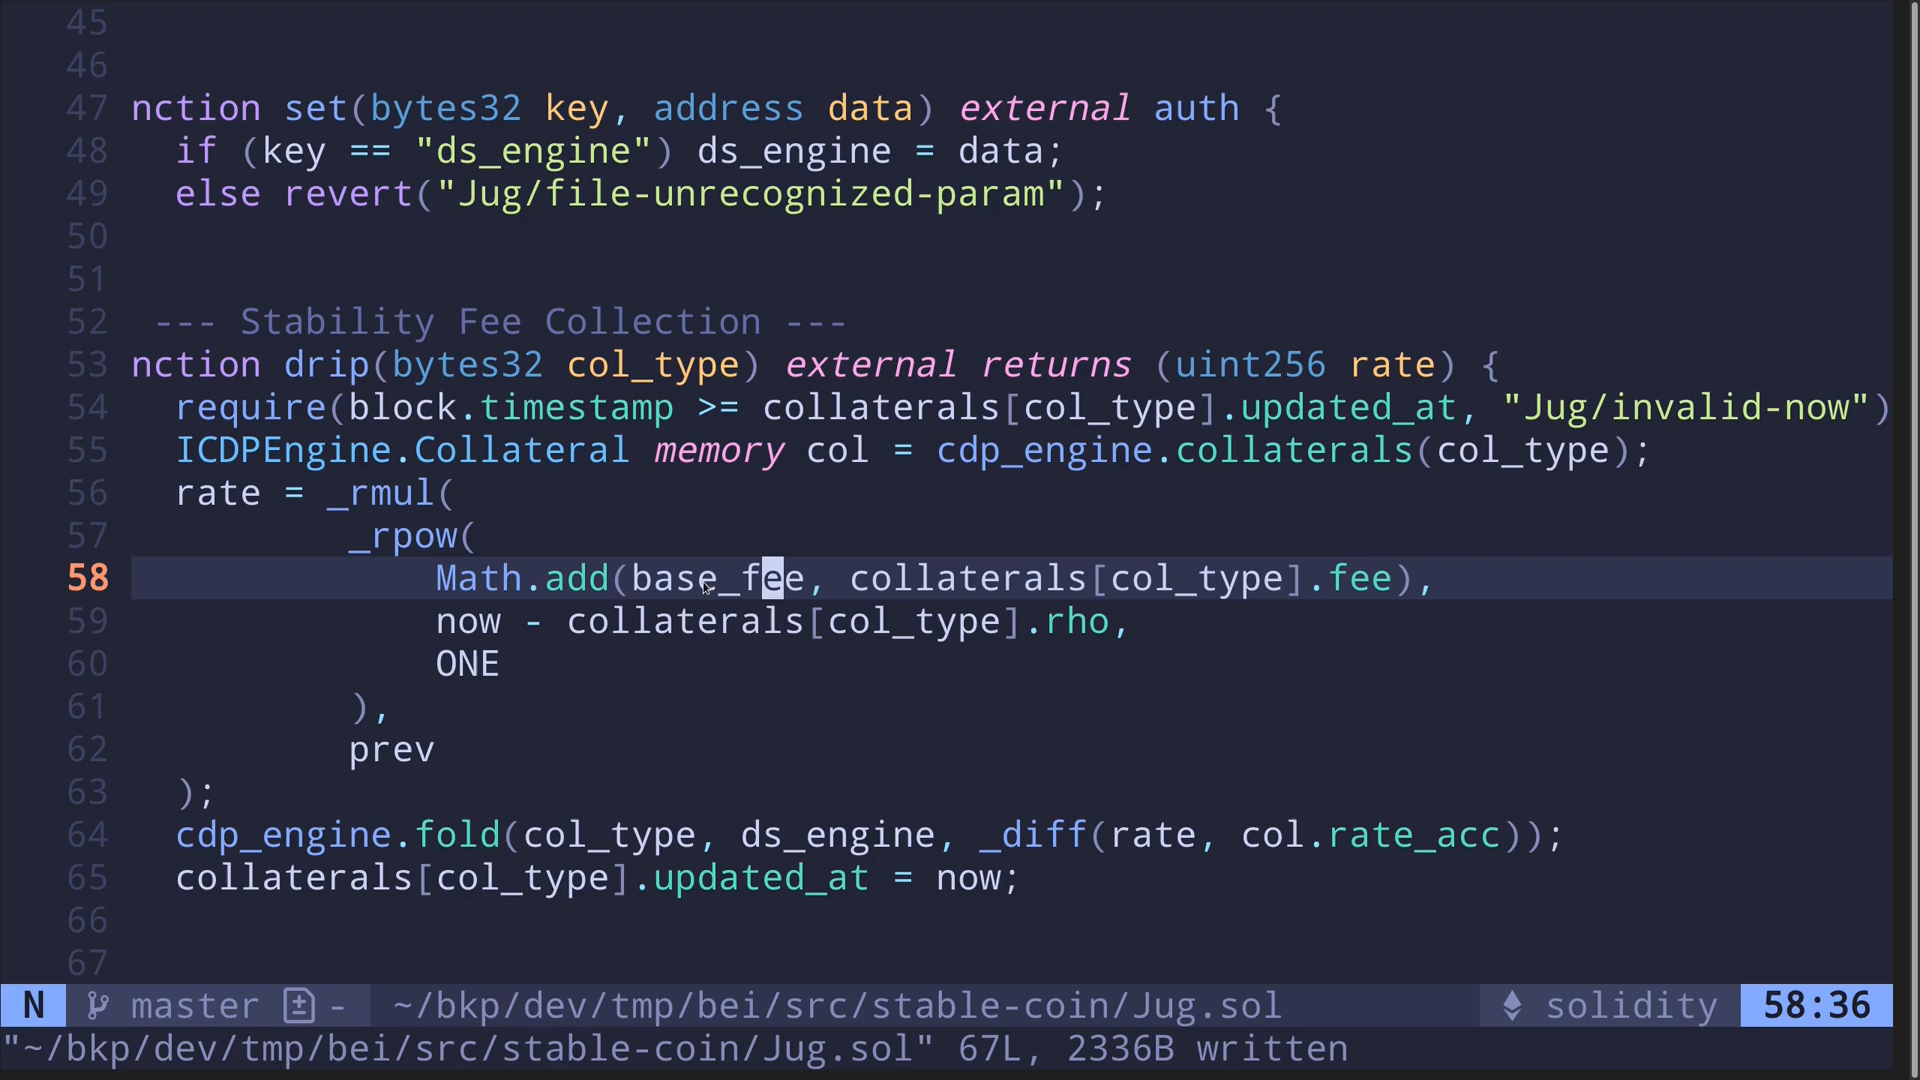 45
46
47 nction set(bytes32 key, address data) external auth {
48 if (key == "ds_engine") ds_engine = data;
49 else revert("Jug/file-unrecognized-param");
50
51
52 --- Stability Fee Collection ---
53 nction drip(bytes32 col_type) external returns (uint256 rate) {
54 require(block.timestamp >= collaterals[col_type].updated_at, "Jug/invalid-now")
55 ICDPEngine.Collateral memory col = cdp_engine.collaterals(col_type);
56 rate = _rmul(
57 _rpow(
58 Math.add(base_fee, collaterals[col_type].fee),
59 now - collaterals[col_type].rho,
60 ONE
61 ),
62 prev
63 );
64 cdp_engine.fold(col_type, ds_engine, _diff(rate, col.rate_acc));
65 collaterals[col_type].updated_at = now;
66
67
N master - ~/bkp/dev/tmp/bei/src/stable-coin/Jug.sol solidity 58:36
"~/bkp/dev/tmp/bei/src/stable-coin/Jug.sol" 67L, 2336B written